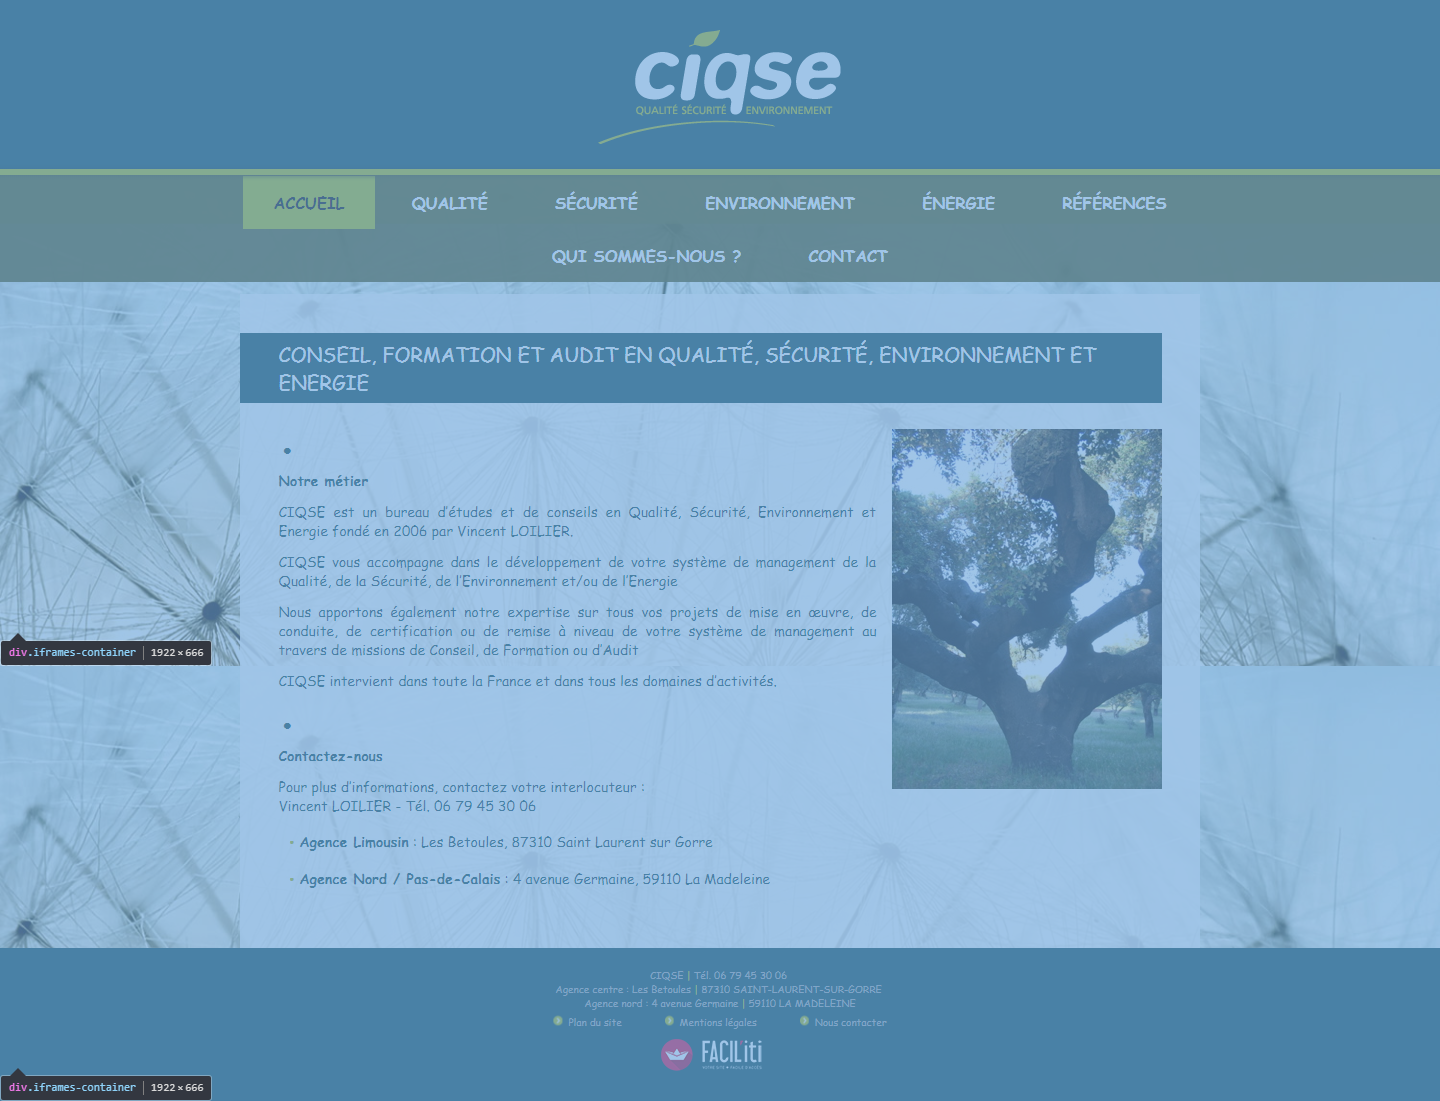 ciqse
QUALITÉ SÉCURITÉ ENVIRONNEMENT
ACCUEIL
QUALITÉ
SÉCURITÉ
ENVIRONNEMENT
ÉNERGIE
RÉFÉRENCES
QUI SOMMES-NOUS ?
CONTACT
CONSEIL, FORMATION ET AUDIT EN QUALITÉ, SÉCURITÉ, ENVIRONNEMENT ET
ENERGIE
Notre métier
CIQSE est un bureau d'études et de conseils en Qualité, Sécurité, Environnement et
Energie fondé en 2006 par Vincent LOILIER.
CIQSE vous accompagne dans le développement de votre système de management de la
Qualité, de la Sécurité, de l'Environnement et/ou de l'Energie
Nous apportons également notre expertise sur tous vos projets de mise en œuvre, de
conduite, de certification ou de remise à niveau de votre système de management au
travers de missions de Conseil, de Formation ou d'Audit
div.iframes-container | 1922 × 666
CIQSE intervient dans toute la France et dans tous les domaines d'activités.
Contactez-nous
Pour plus d'informations, contactez votre interlocuteur :
Vincent LOILIER - Tél. 06 79 45 30 06
Agence Limousin : Les Betoules, 87310 Saint Laurent sur Gorre
Agence Nord / Pas-de-Calais : 4 avenue Germaine, 59110 La Madeleine
CIQSE | Tél. 06 79 45 30 06
Agence centre : Les Betoules | 87310 SAINT-LAURENT-SUR-GORRE
Agence nord : 4 avenue Germaine | 59110 LA MADELEINE
Plan du site
Mentions légales
Nous contacter
FACIL'iti
div.iframes-container | 1922 × 666